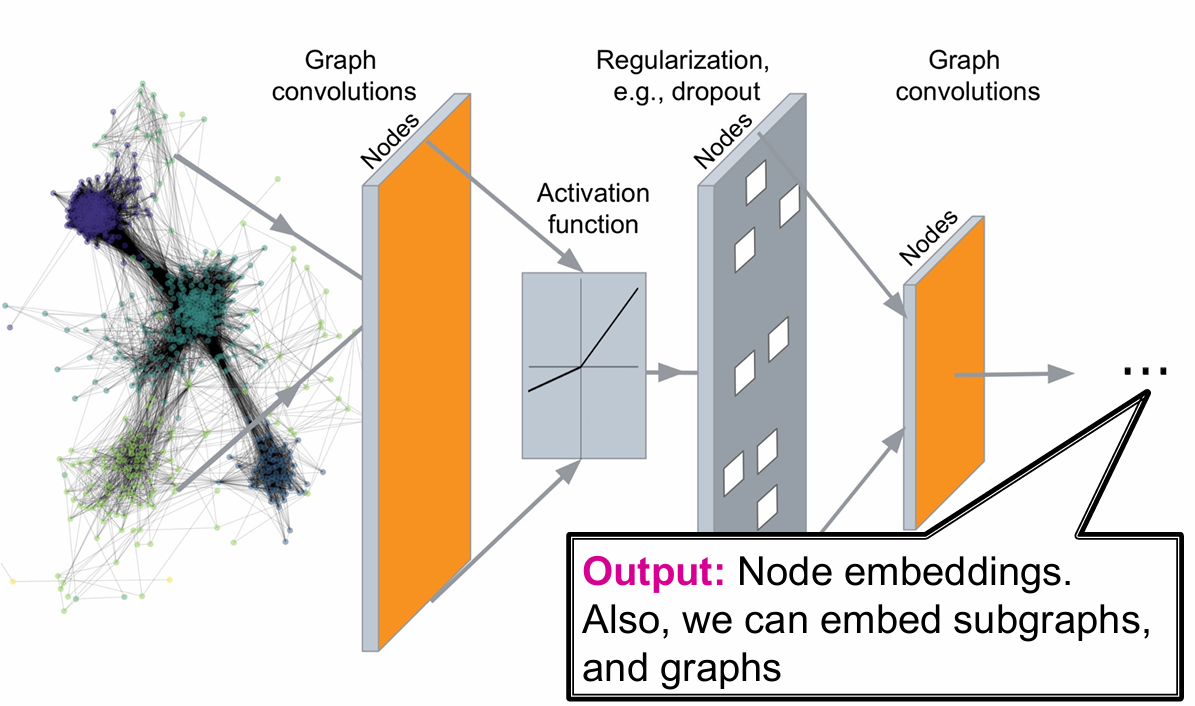 Graph
convolutions
Nodes
Activation
function
Regularization,
e.g., dropout
Nodes
Graph
convolutions
Nodes
...
Output: Node embeddings.
Also, we can embed subgraphs,
and graphs